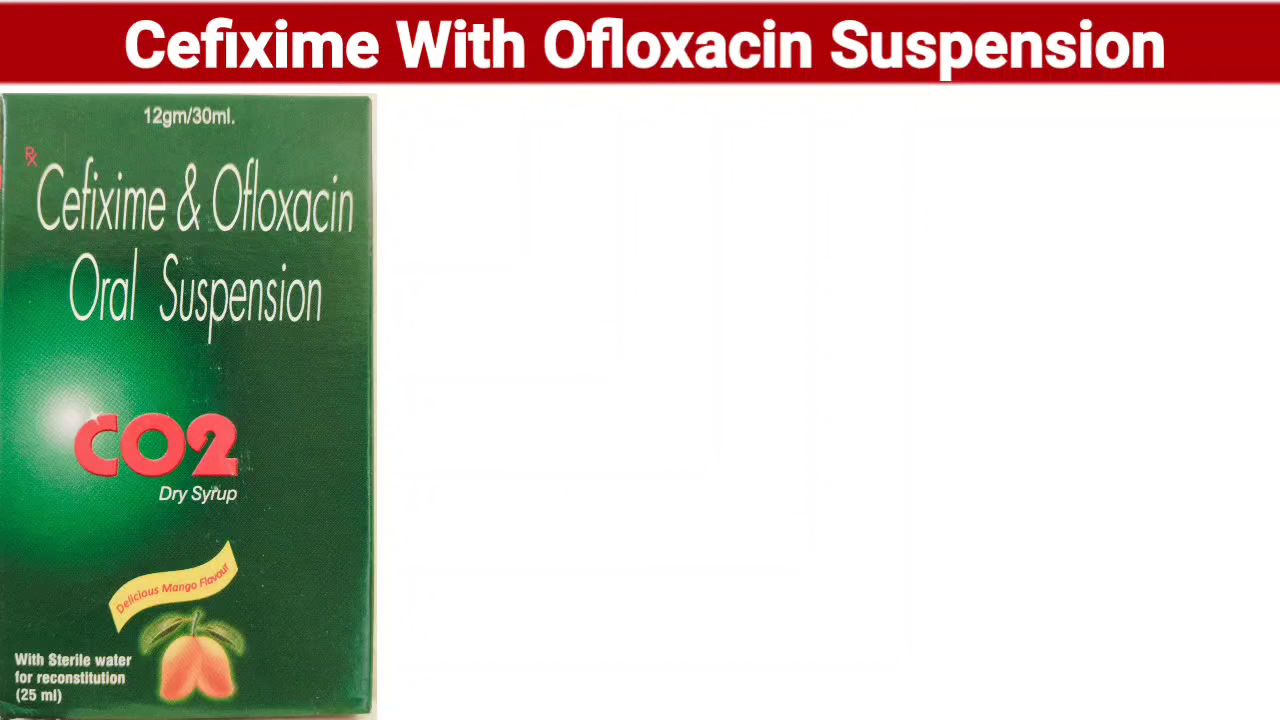 Cefixime With Ofloxacin Suspension
12gm/30ml.
Rx
Cefixime & Ofloxacin
Oral Suspension
CO2
Dry Syrup
Delicious Mango Flavour
With Sterile water
for reconstitution
(25 ml)